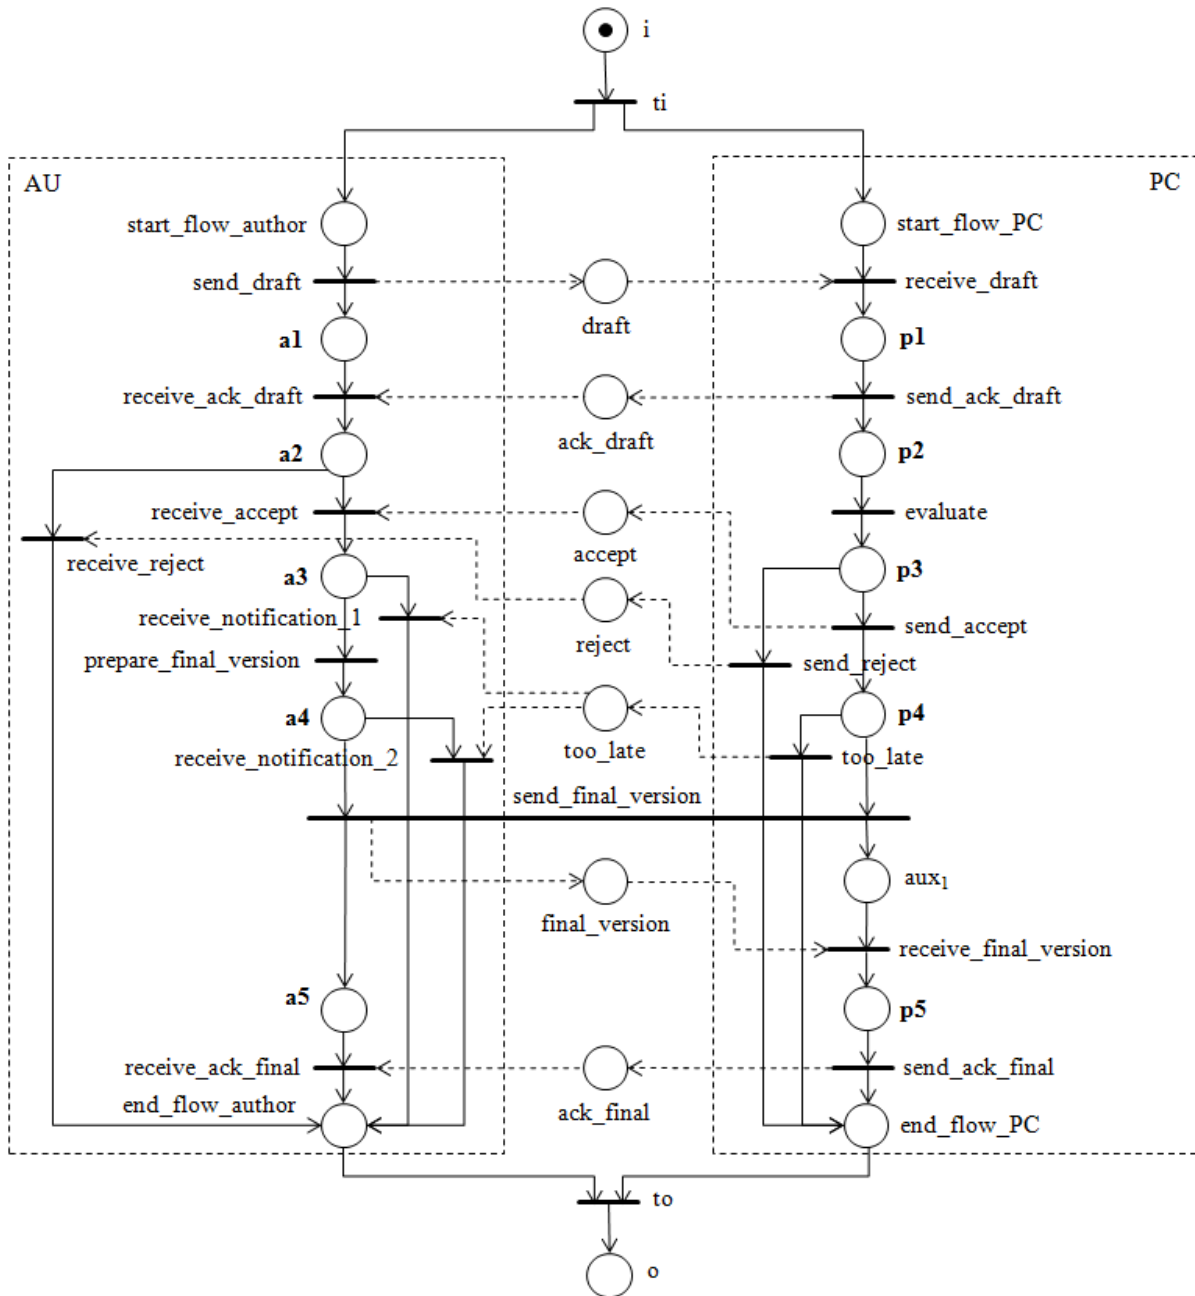 i
ti
AU
PC
start_flow_author
start_flow_PC
send_draft
receive_draft
draft
a1
p1
receive_ack_draft
send_ack_draft
ack_draft
a2
p2
receive_accept
evaluate
accept
receive_reject
p3
a3
receive_notification_1
send_accept
reject
prepare_final_version
send_reject
a4
p4
receive_notification_2
too_late
too_late
send_final_version
aux1
final_version
receive_final_version
a5
p5
receive_ack_final
send_ack_final
end_flow_author
ack_final
end_flow_PC
to
o